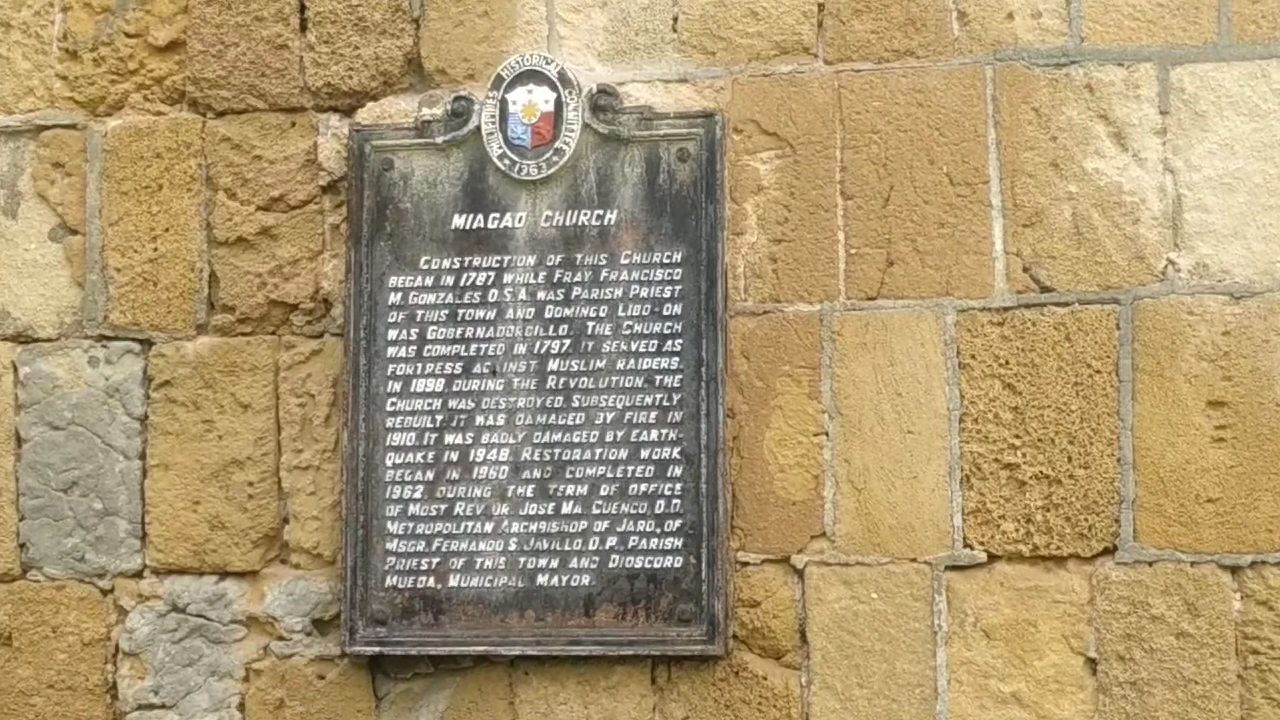 PHILIPPINES HISTORICAL COMMITTEE
1963
MIAGAO CHURCH
CONSTRUCTION OF THIS CHURCH
BEGAN IN 1787 WHILE FRAY FRANCISCO
M. GONZALES O.S.A. WAS PARISH PRIEST
OF THIS TOWN AND DOMINGO LIBO-ON
WAS GOBERNADORCILLO. THE CHURCH
WAS COMPLETED IN 1797. IT SERVED AS
FORTRESS AGAINST MUSLIM RAIDERS.
IN 1898, DURING THE REVOLUTION, THE
CHURCH WAS DESTROYED. SUBSEQUENTLY
REBUILT IT WAS DAMAGED BY FIRE IN
1910. IT WAS BADLY DAMAGED BY EARTH-
QUAKE IN 1948. RESTORATION WORK
BEGAN IN 1960 AND COMPLETED IN
1962, DURING THE TERM OF OFFICE
OF MOST REV. DR. JOSE MA. CUENCO, D.D.
METROPOLITAN ARCHBISHOP OF JARO, OF
MSGR. FERNANDO S. JAVILLO, D.P., PARISH
PRIEST OF THIS TOWN AND DIOSCORO
MUEDA, MUNICIPAL MAYOR.